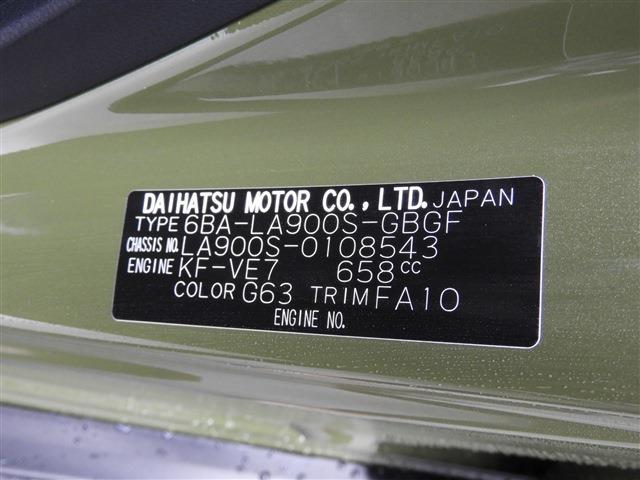 DAIHATSU MOTOR CO., LTD. JAPAN
TYPE 6BA-LA900S-GBGF
CHASSIS NO. LA900S-0108543
ENGINE KF-VE7 658cc
COLOR G63 TRIM FA10
ENGINE NO.